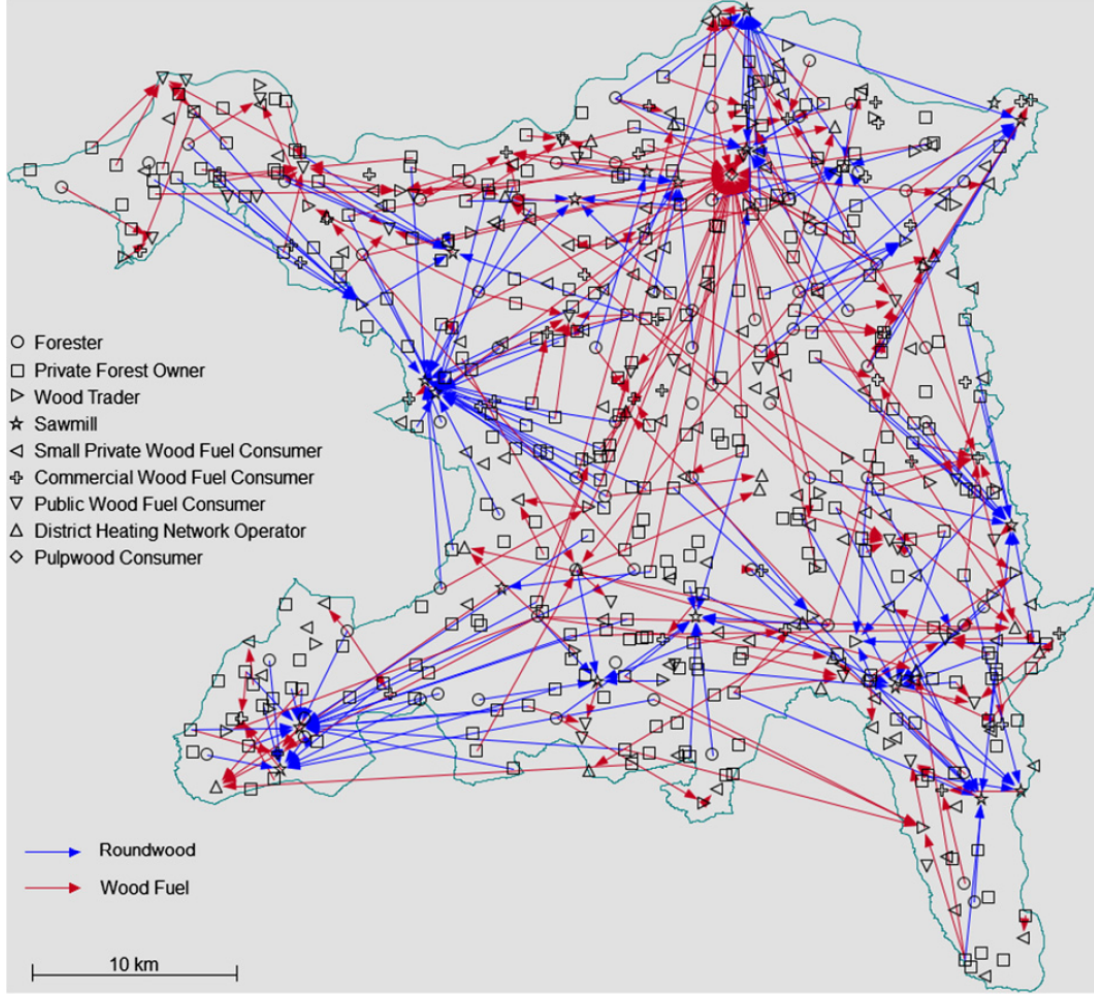 Forester
Private Forest Owner
Wood Trader
Sawmill
Small Private Wood Fuel Consumer
Commercial Wood Fuel Consumer
Public Wood Fuel Consumer
District Heating Network Operator
Pulpwood Consumer
Roundwood
Wood Fuel
10 km